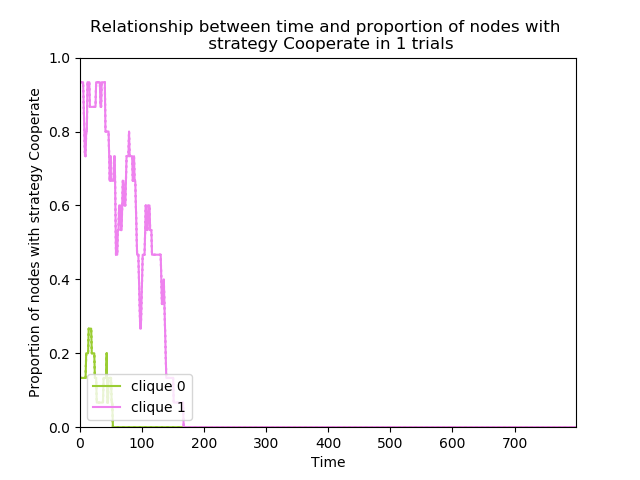 Relationship between time and proportion of nodes with
strategy Cooperate in 1 trials
Proportion of nodes with strategy Cooperate
1.0
0.8
0.6
0.4
0.2
0.0
clique 0
clique 1
0 100 200 300 400 500 600 700
Time